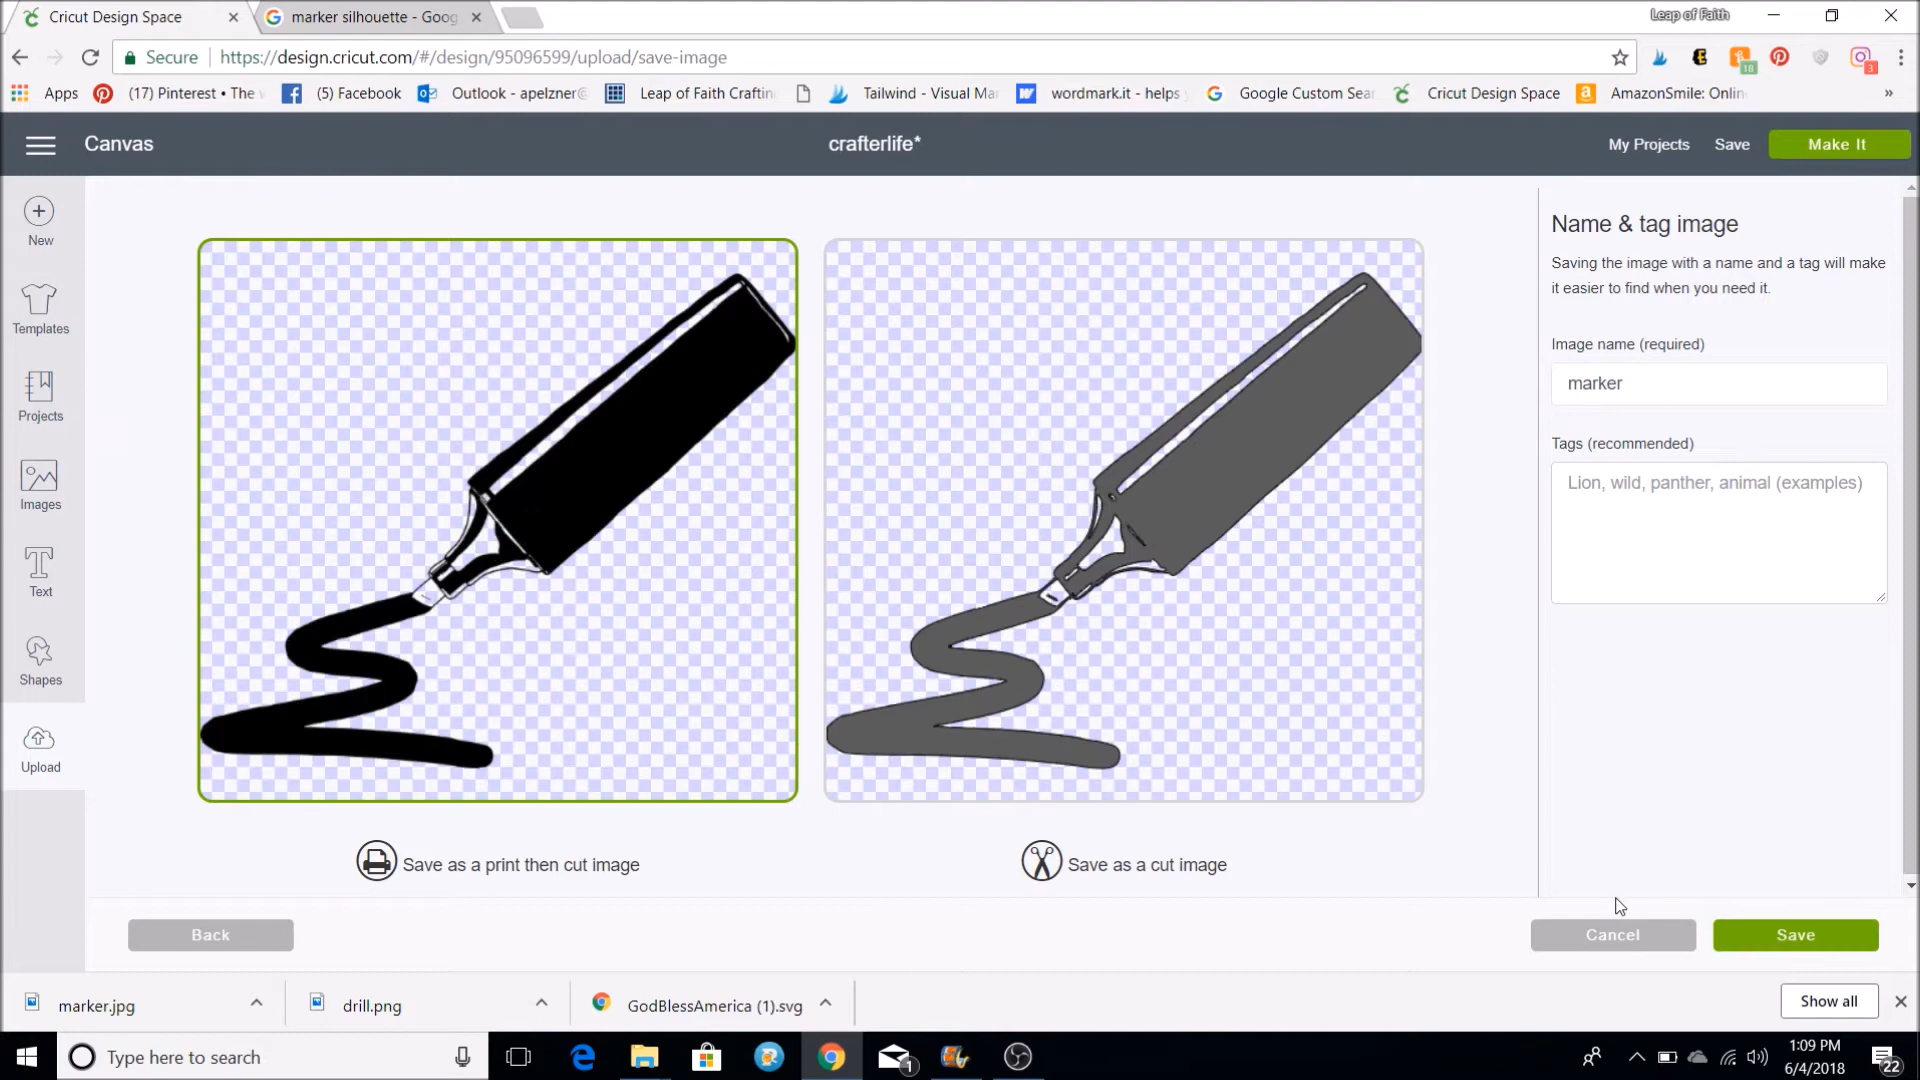 Cricut Design Space
marker silhouette - Goog
Leap of Faith
Secure
https://design.cricut.com/#/design/95096599/upload/save-image
18
3
Apps
(17) Pinterest • The
(5) Facebook
Outlook - apelzner@
Leap of Faith Craftin
Tailwind - Visual Ma
wordmark.it - helps
Google Custom Sea
Cricut Design Space
AmazonSmile: Onlin
»
Canvas
crafterlife*
My Projects
Save
Make It
New
Templates
Projects
Images
Text
Shapes
Upload
Name & tag image
Saving the image with a name and a tag will make
it easier to find when you need it.
Image name (required)
marker
Tags (recommended)
Lion, wild, panther, animal (examples)
Save as a print then cut image
Save as a cut image
Back
Cancel
Save
marker.jpg
drill.png
GodBlessAmerica (1).svg
Show all
Type here to search
1
1:09 PM
6/4/2018
22